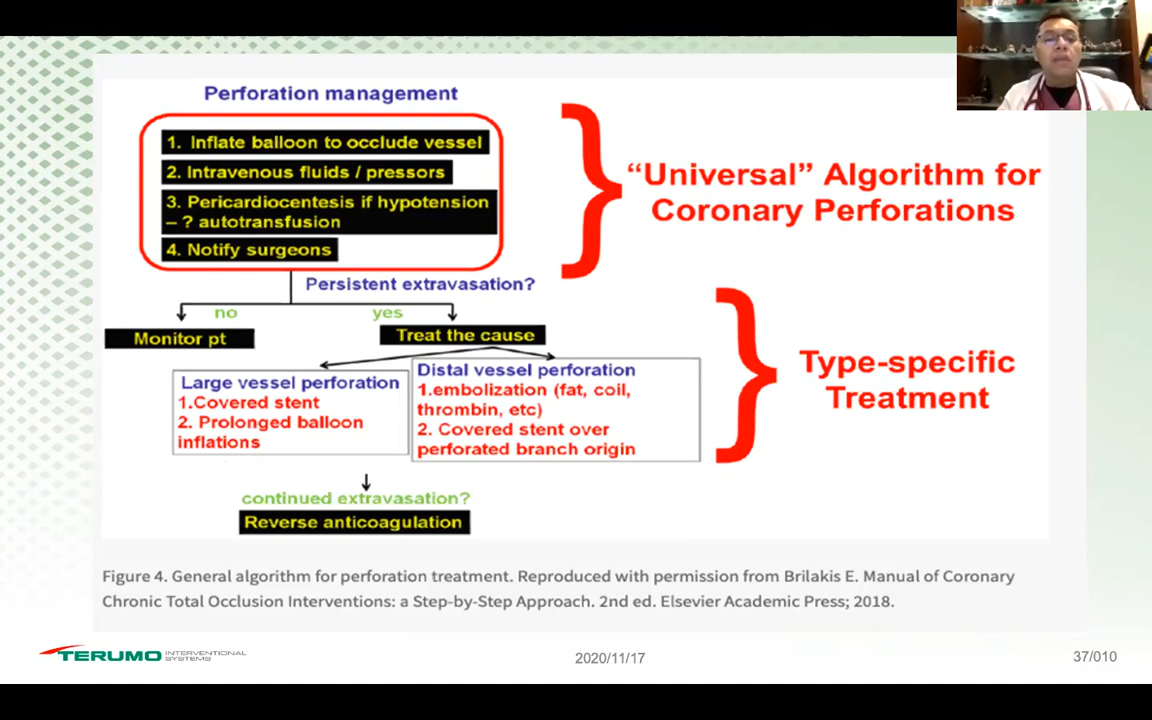 Perforation management
1. Inflate balloon to occlude vessel
2. Intravenous fluids / pressors
3. Pericardiocentesis if hypotension
– ? autotransfusion
4. Notify surgeons
“Universal” Algorithm for
Coronary Perforations
Persistent extravasation?
no
yes
Monitor pt
Treat the cause
Large vessel perforation
1.Covered stent
2. Prolonged balloon
inflations
Distal vessel perforation
1.embolization (fat, coil,
thrombin, etc)
2. Covered stent over
perforated branch origin
Type-specific
Treatment
continued extravasation?
Reverse anticoagulation
Figure 4. General algorithm for perforation treatment. Reproduced with permission from Brilakis E. Manual of Coronary
Chronic Total Occlusion Interventions: a Step-by-Step Approach. 2nd ed. Elsevier Academic Press; 2018.
TERUMO INTERVENTIONAL
SYSTEMS
2020/11/17
37/010